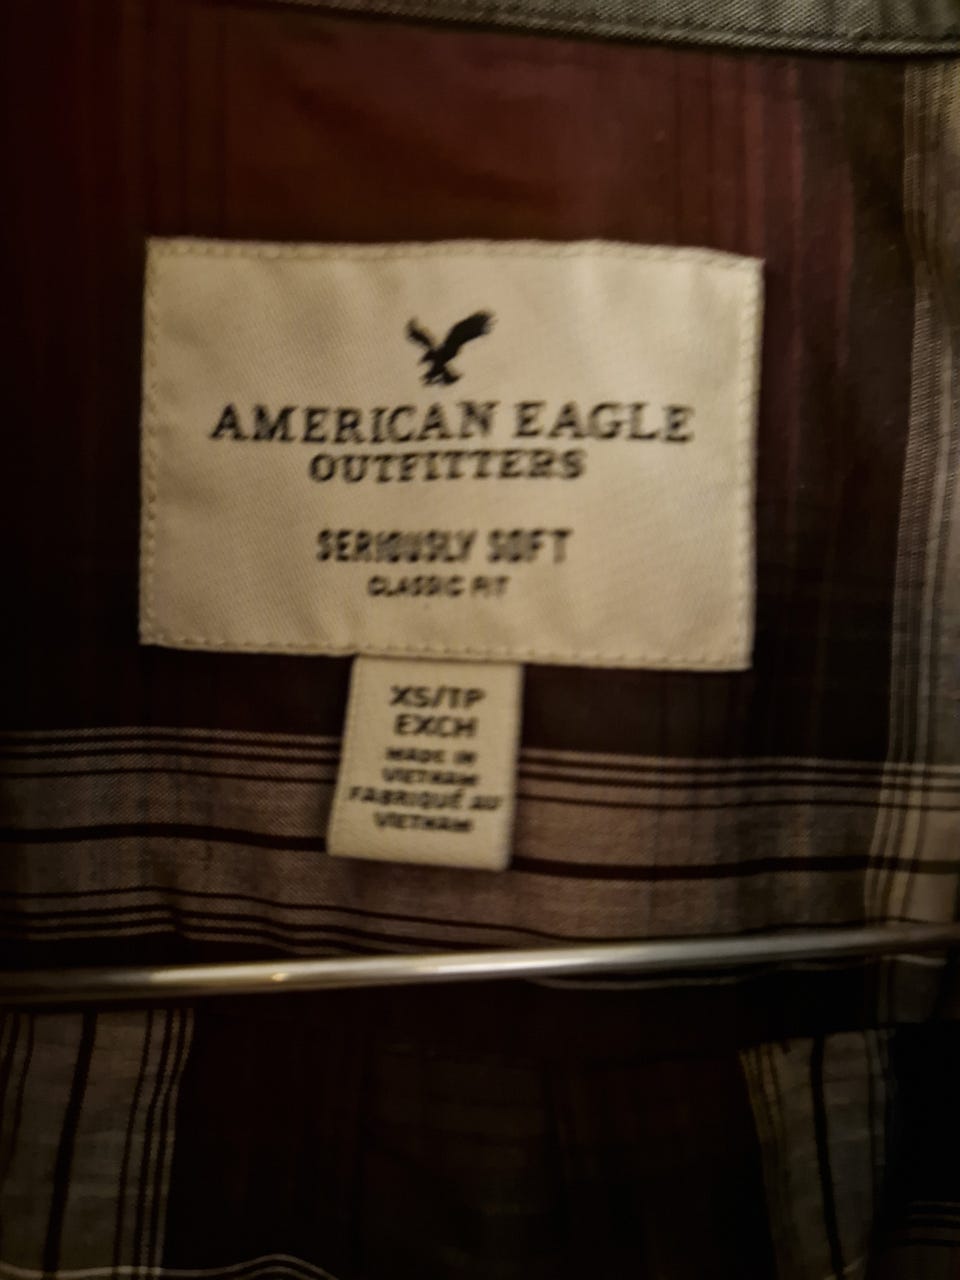 AMERICAN EAGLE
OUTFITTERS
SERIOUSLY SOFT
CLASSIC FIT
XS/TP
EXCH
MADE IN
VIETNAM
FABRIQUÉ AU
VIETNAM